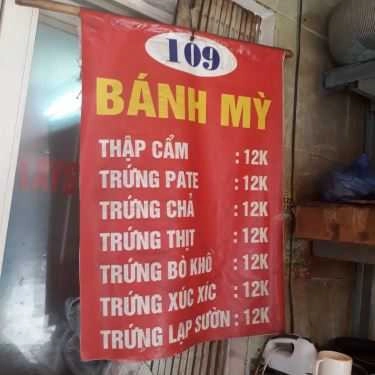 109
BÁNH MỲ
THẬP CẨM : 12K
TRỨNG PATE : 12K
TRỨNG CHẢ : 12K
TRỨNG THỊT : 12K
TRỨNG BÒ KHÔ : 12K
TRỨNG XÚC XÍC : 12K
TRỨNG LẠP SƯỜN : 12K